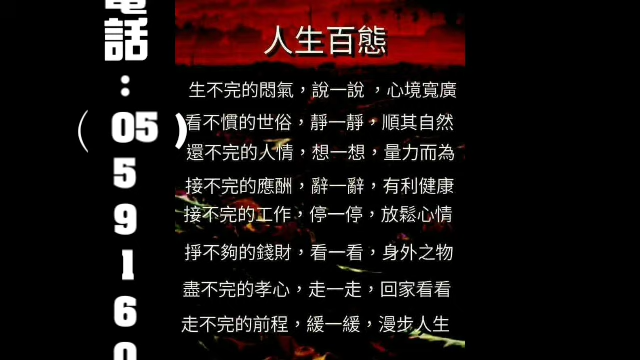 電話:(05)59160
人生百態
生不完的悶氣，說一說 ，心境寬廣
看不慣的世俗，靜一靜，順其自然
還不完的人情，想一想，量力而為
接不完的應酬，辭一辭，有利健康
接不完的工作，停一停，放鬆心情
掙不夠的錢財，看一看，身外之物
盡不完的孝心，走一走，回家看看
走不完的前程，緩一緩，漫步人生